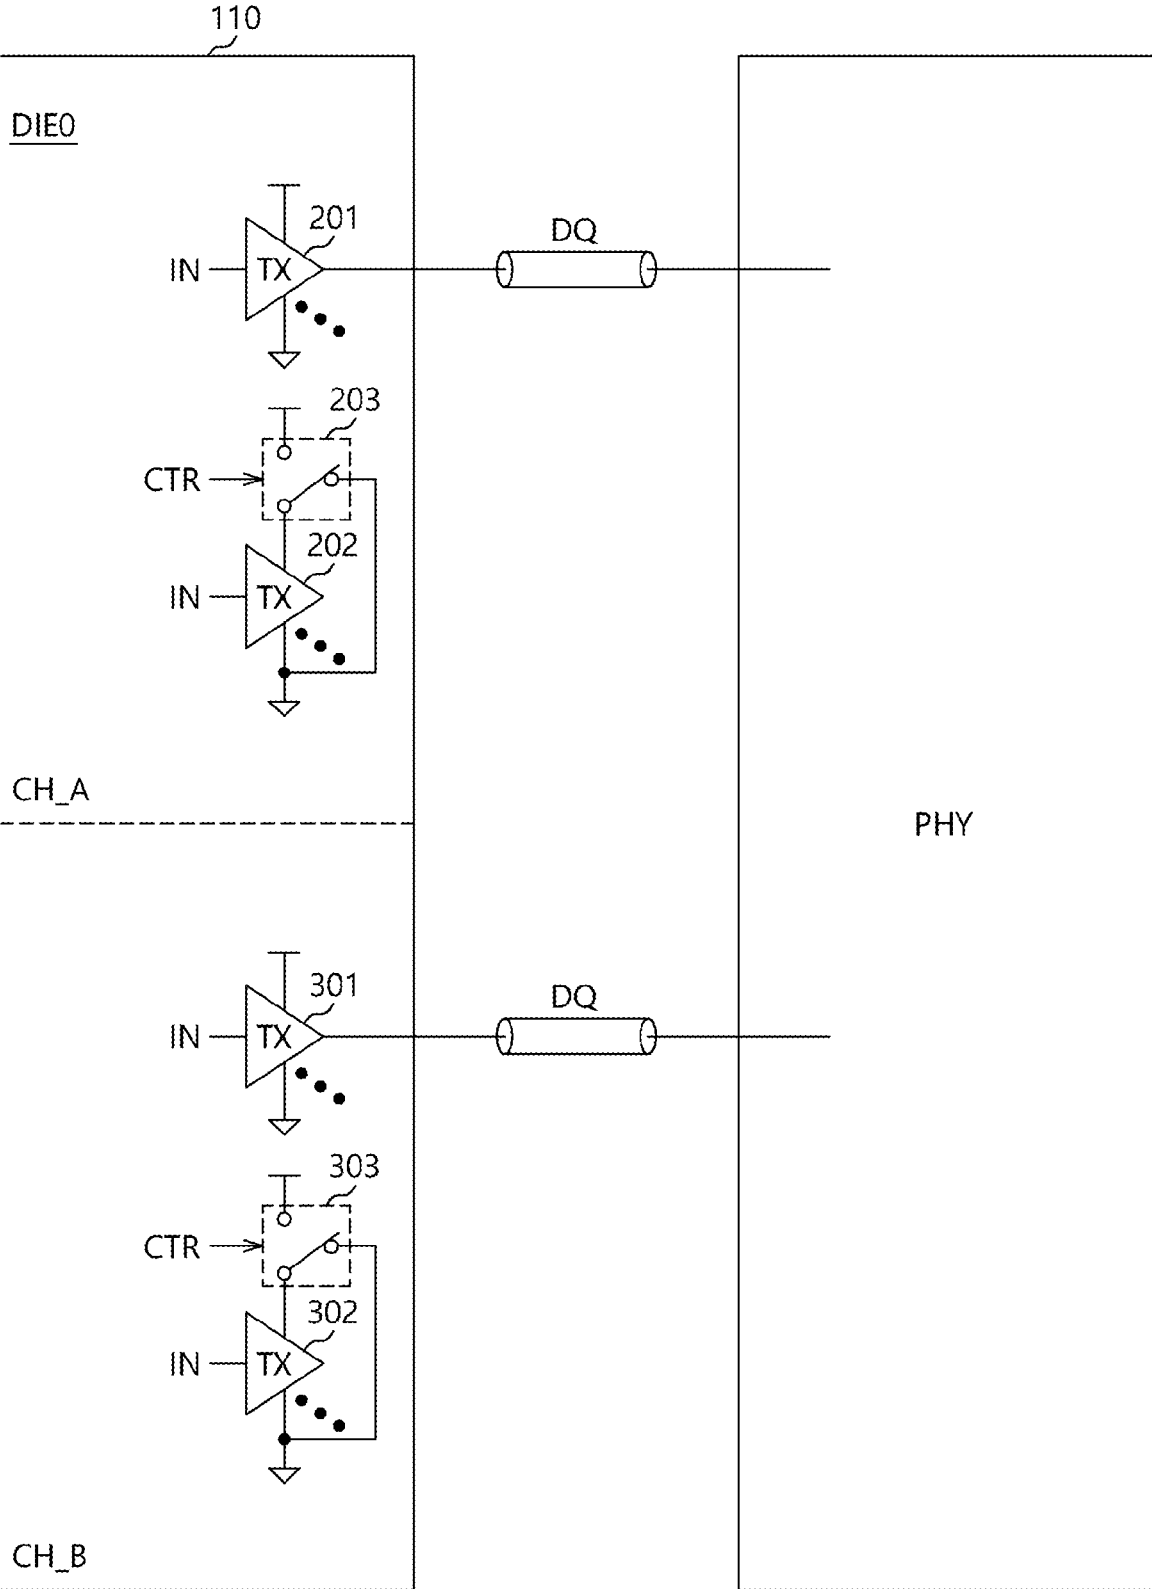 110
DIE0
201
DQ
IN
TX
203
CTR
202
IN
TX
CH_A
PHY
301
DQ
IN
TX
303
CTR
302
IN
TX
CH_B